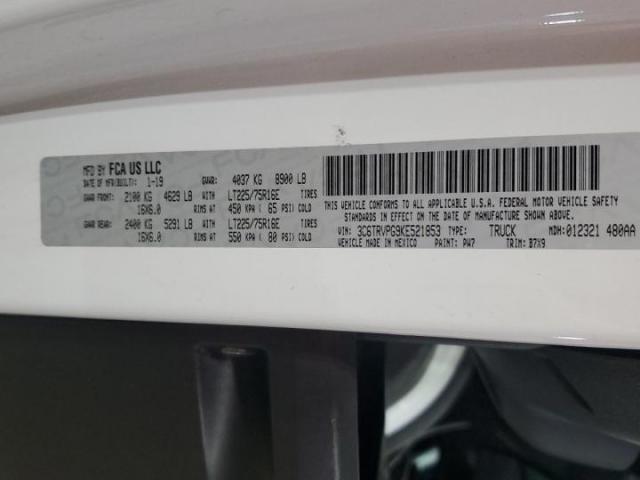 MFD BY FCA US LLC
DATE OF MFR(BUILT): 1-19 GVWR: 4037 KG 8900 LB
GAWR FRONT: 2100 KG 4629 LB LT225/75R16E TIRES
16X6.0 RIMS AT 450 KPA ( 65 PSI) COLD
GAWR REAR: 2400 KG 5291 LB LT225/75R16E TIRES
16X6.0 RIMS AT 550 KPA ( 80 PSI) COLD
THIS VEHICLE CONFORMS TO ALL APPLICABLE U.S.A. FEDERAL MOTOR VEHICLE SAFETY
STANDARDS IN EFFECT ON THE DATE OF MANUFACTURE SHOWN ABOVE.
VIN: 3C6TRVPG9KE521853 TYPE: TRUCK MDH: 012321 480AA
VEHICLE MADE IN MEXICO PAINT: PW7 TRIM: B7X9